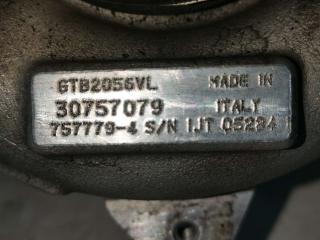 GTB2056VL MADE IN
30757079 ITALY
757779-4 S/N IJT 05284